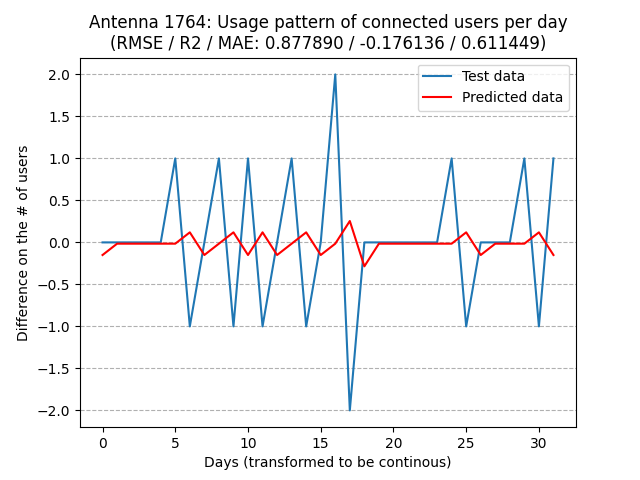 Antenna 1764: Usage pattern of connected users per day
(RMSE / R2 / MAE: 0.877890 / -0.176136 / 0.611449)
Test data
Predicted data
2.0
1.5
1.0
0.5
0.0
−0.5
−1.0
−1.5
−2.0
Difference on the # of users
0 5 10 15 20 25 30
Days (transformed to be continous)